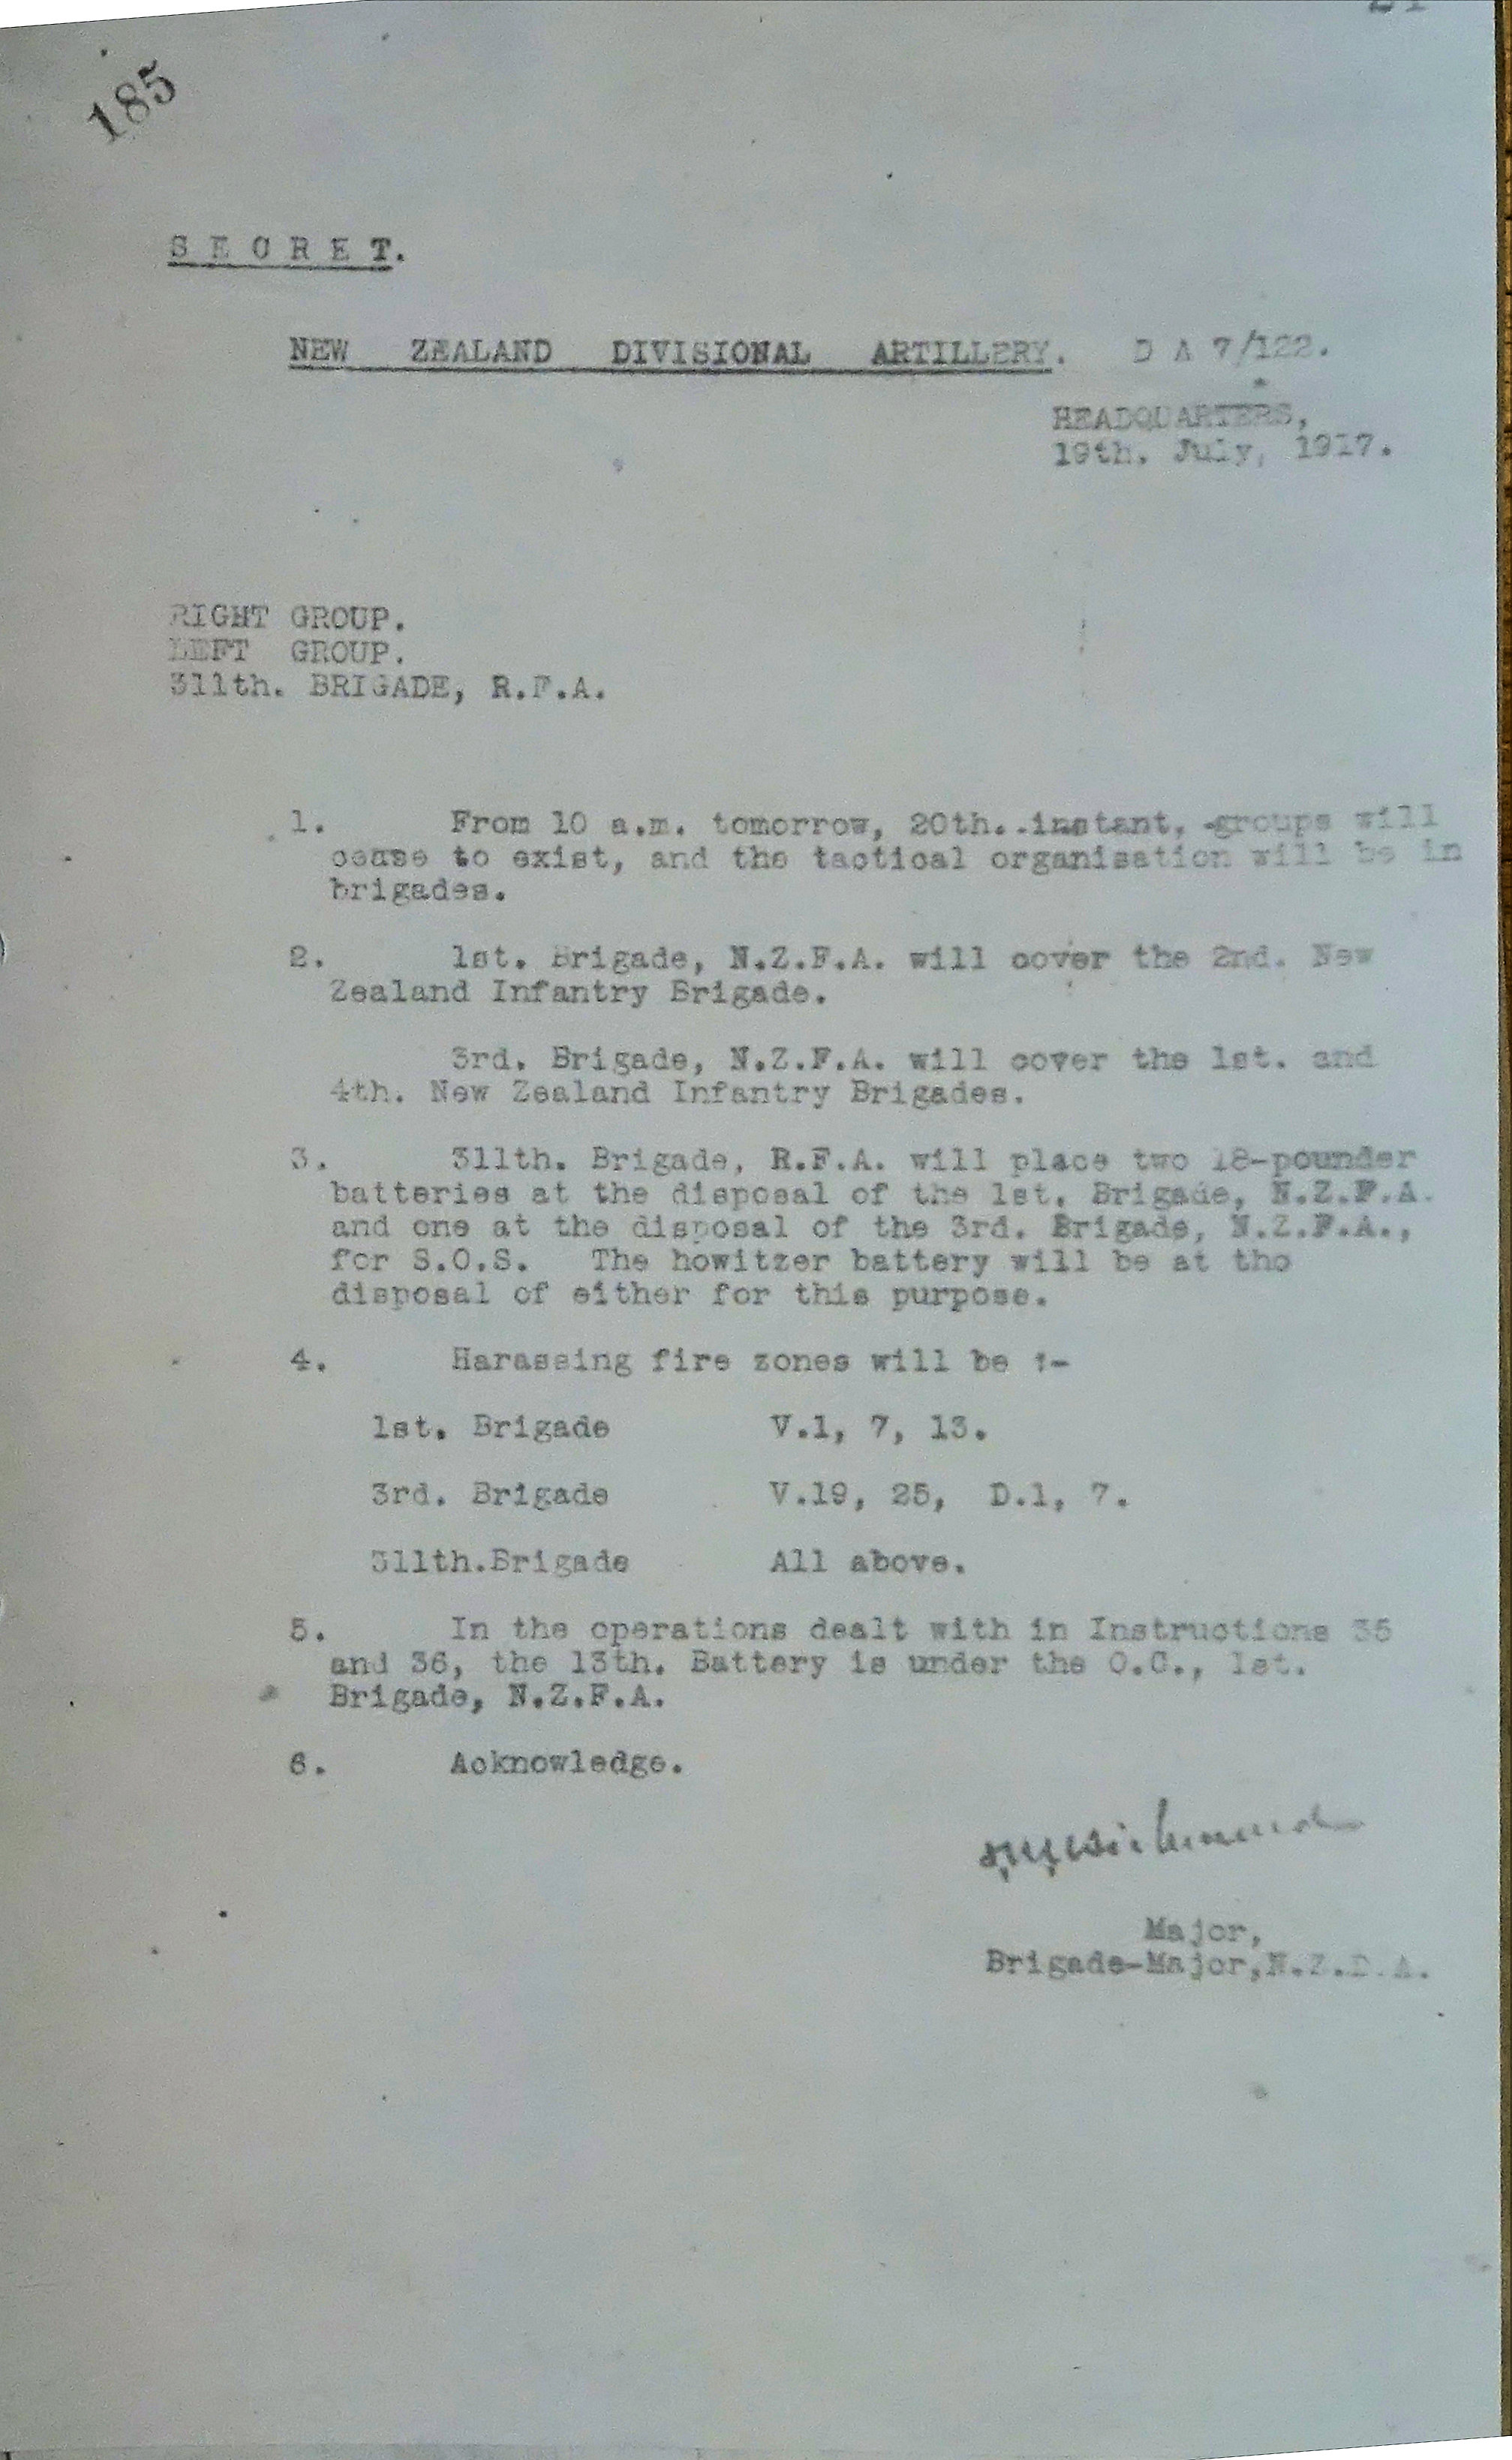 185
S E C R E T.
NEW ZEALAND DIVISIONAL ARTILLERY. D A 7/122.
HEADQUARTERS,
19th. July, 1917.
RIGHT GROUP.
LEFT GROUP.
311th. BRIGADE, R.F.A.
1. From 10 a.m. tomorrow, 20th. instant, groups will
cease to exist, and the tactical organisation will be in
brigades.
2. 1st. Brigade, N.Z.F.A. will cover the 2nd. New
Zealand Infantry Brigade.
3rd. Brigade, N.Z.F.A. will cover the 1st. and
4th. New Zealand Infantry Brigades.
3. 311th. Brigade, R.F.A. will place two 18-pounder
batteries at the disposal of the 1st. Brigade, N.Z.F.A.
and one at the disposal of the 3rd. Brigade, N.Z.F.A.,
for S.O.S. The howitzer battery will be at the
disposal of either for this purpose.
4. Harassing fire zones will be :-
1st. Brigade V.1, 7, 13.
3rd. Brigade V.19, 25, D.1, 7.
311th.Brigade All above.
5. In the operations dealt with in Instructions 35
and 36, the 13th. Battery is under the O.C., 1st.
Brigade, N.Z.F.A.
6. Acknowledge.
Major,
Brigade-Major,N.Z.D.A.